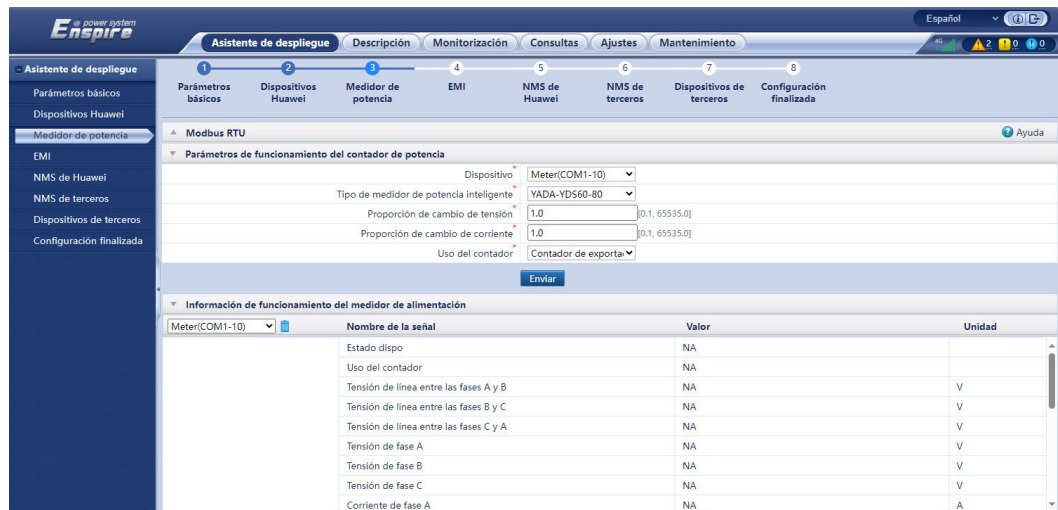 @ power system
Enspire
Español
Asistente de despliegue Descripción Monitorización Consultas Ajustes Mantenimiento
4G 2 0 0
Asistente de despliegue
Parámetros básicos
Dispositivos Huawei
Medidor de potencia
EMI
NMS de Huawei
NMS de terceros
Dispositivos de terceros
Configuración finalizada
1 2 3 4 5 6 7 8
Parámetros básicos
Dispositivos Huawei
Medidor de potencia
EMI
NMS de Huawei
NMS de terceros
Dispositivos de terceros
Configuración finalizada
Modbus RTU
Ayuda
Parámetros de funcionamiento del contador de potencia
Dispositivo* Meter(COM1-10)
Tipo de medidor de potencia inteligente* YADA-YDS60-80
Proporción de cambio de tensión* 1.0 [0.1, 65535.0]
Proporción de cambio de corriente* 1.0 [0.1, 65535.0]
Uso del contador* Contador de exporta
Enviar
Información de funcionamiento del medidor de alimentación
Meter(COM1-10) Nombre de la señal Valor Unidad
Estado dispo NA
Uso del contador NA
Tensión de línea entre las fases A y B NA V
Tensión de línea entre las fases B y C NA V
Tensión de línea entre las fases C y A NA V
Tensión de fase A NA V
Tensión de fase B NA V
Tensión de fase C NA V
Corriente de fase A NA A